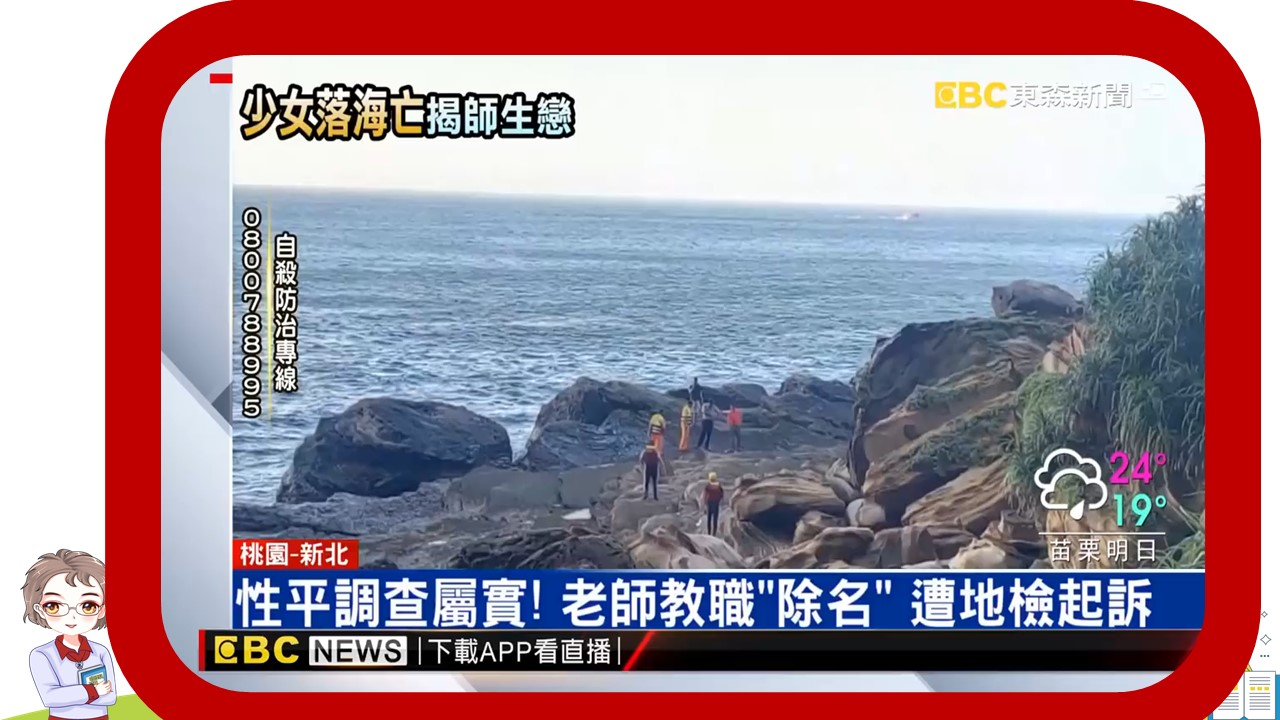 少女落海亡揭師生戀
EBC 東森新聞
0800788995
自殺防治專線
24°
19°
苗栗明日
桃園-新北
性平調查屬實! 老師教職"除名" 遭地檢起訴
EBC NEWS 下載APP看直播